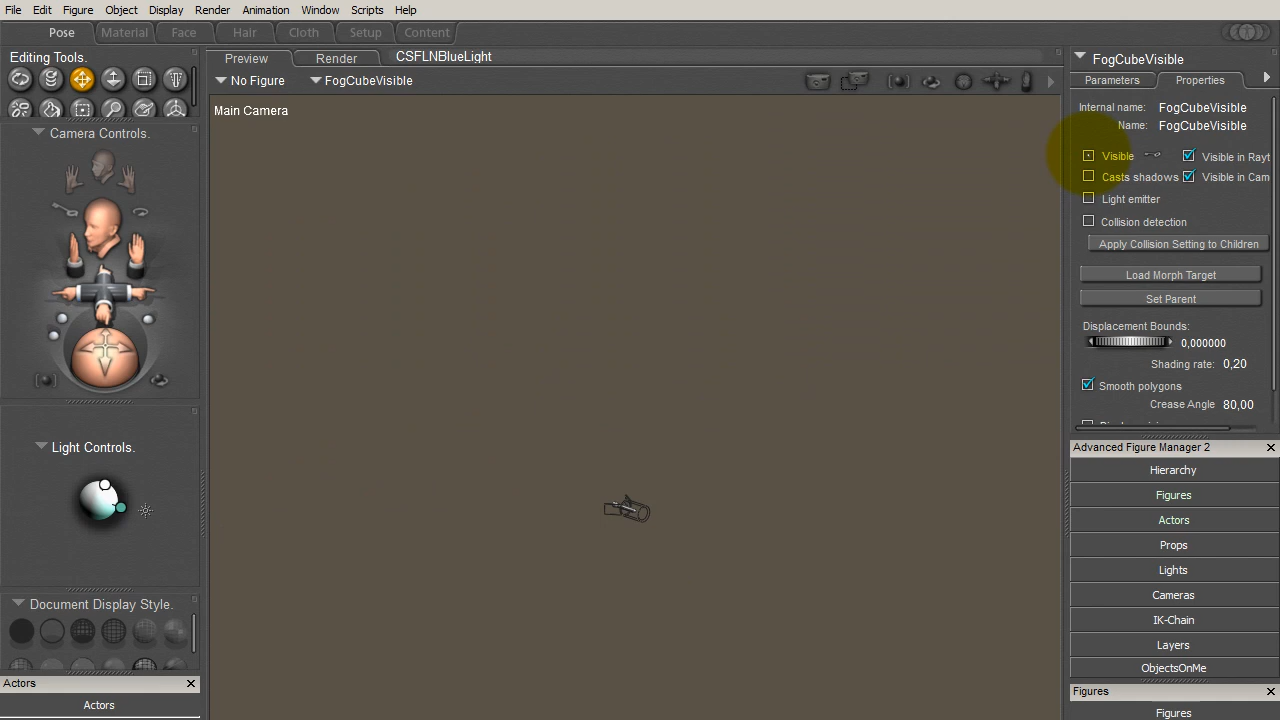 File Edit Figure Object Display Render Animation Window Scripts Help
Pose Material Face Hair Cloth Setup Content
Editing Tools.
Preview Render CSFLNBlueLight
No Figure FogCubeVisible
Main Camera
Camera Controls.
Light Controls.
Document Display Style.
Actors
Actors
FogCubeVisible
Parameters Properties
Internal name: FogCubeVisible
Name: FogCubeVisible
Visible Visible in Rayt
Casts shadows Visible in Cam
Light emitter
Collision detection
Apply Collision Setting to Children
Load Morph Target
Set Parent
Displacement Bounds:
0,000000
Shading rate: 0,20
Smooth polygons
Crease Angle 80,00
Advanced Figure Manager 2
Hierarchy
Figures
Actors
Props
Lights
Cameras
IK-Chain
Layers
ObjectsOnMe
Figures
Figures